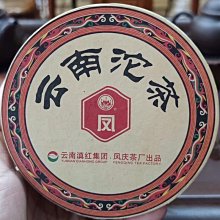 云南沱茶
凤
云南滇红集团 · 凤庆茶厂出品
YUNNAN DIANHONG GROUP FENGQING TEA FACTORY